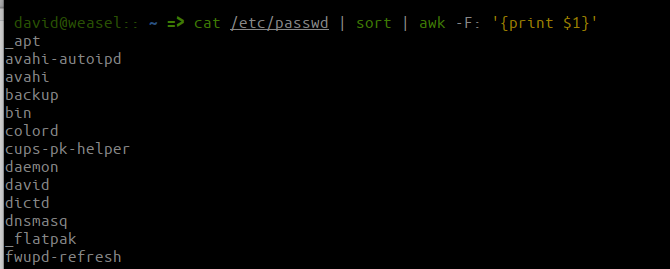 david@weasel:: ~ => cat /etc/passwd | sort | awk -F: '{print $1}'
_apt
avahi-autoipd
avahi
backup
bin
colord
cups-pk-helper
daemon
david
dictd
dnsmasq
_flatpak
fwupd-refresh